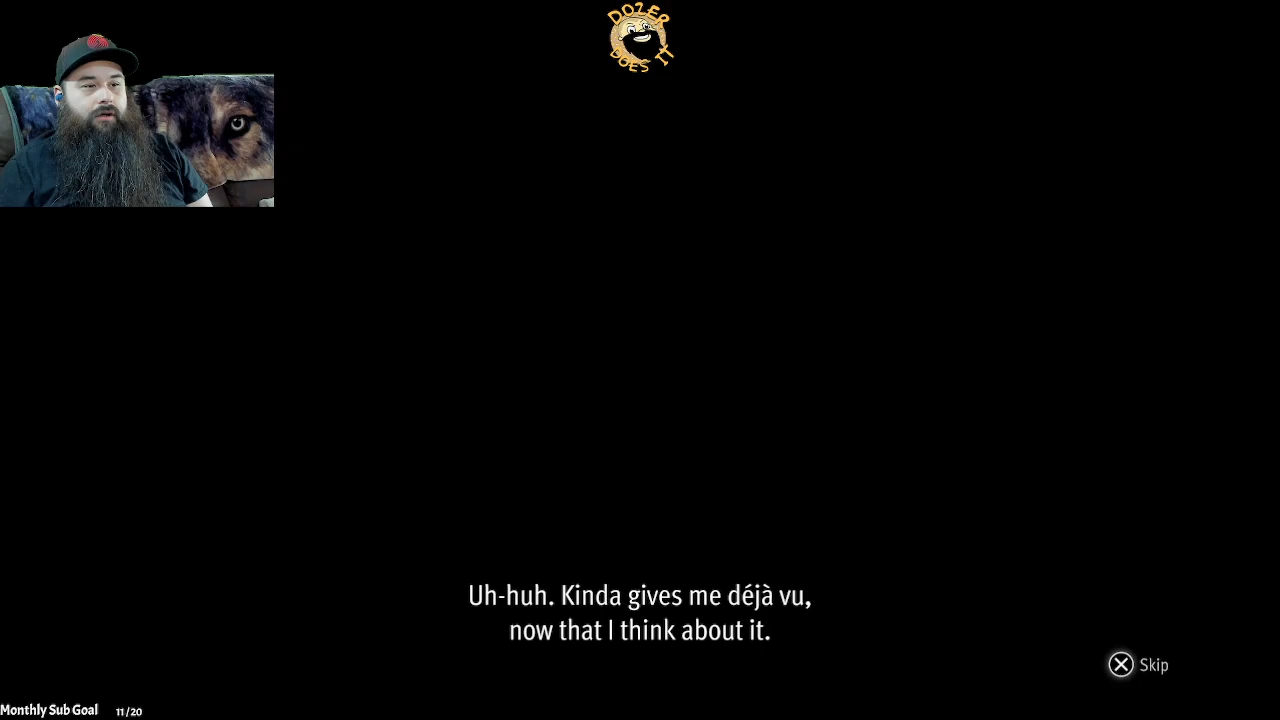 DOZER
DOES IT
Uh-huh. Kinda gives me déjà vu,
now that I think about it.
Skip
Monthly Sub Goal 11/20